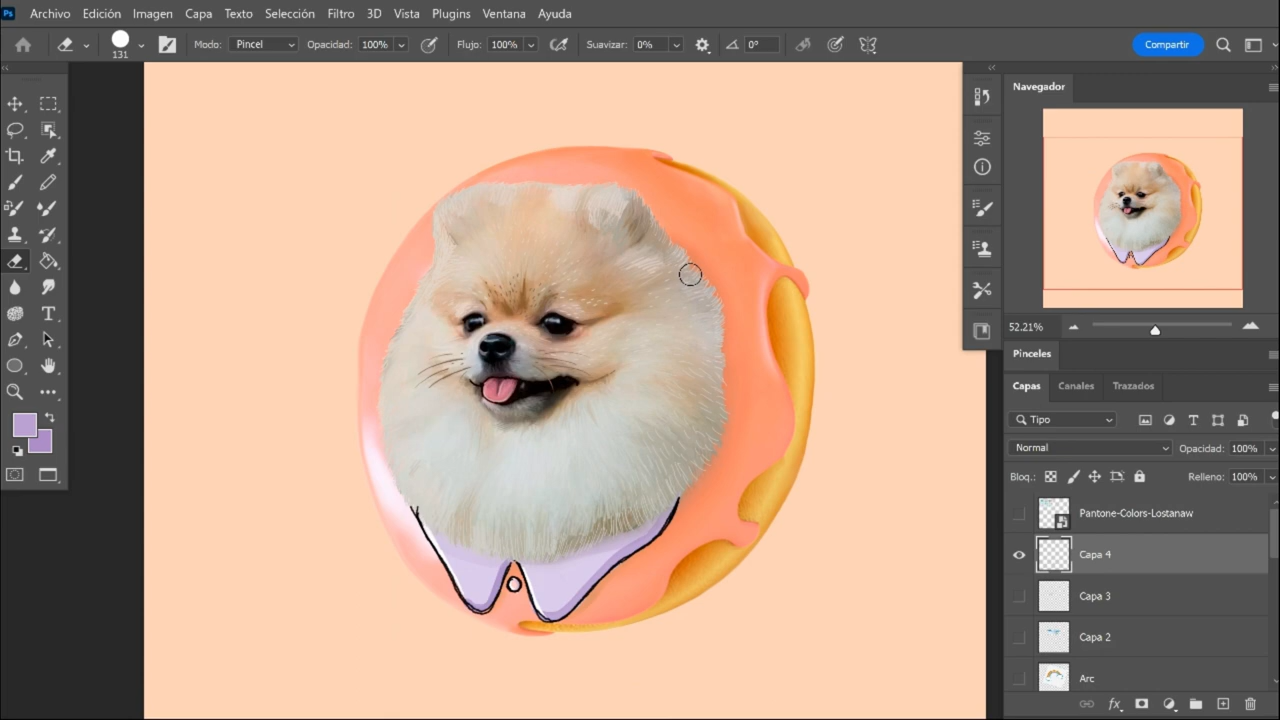 Ps Archivo Edición Imagen Capa Texto Selección Filtro 3D Vista Plugins Ventana Ayuda
131 Modo: Pincel Opacidad: 100% Flujo: 100% Suavizar: 0% 0° Compartir
Navegador
52.21%
Pinceles
Capas Canales Trazados
Tipo
Normal Opacidad: 100%
Bloq.: Relleno: 100%
Pantone-Colors-Lostanaw
Capa 4
Capa 3
Capa 2
Arc
fx